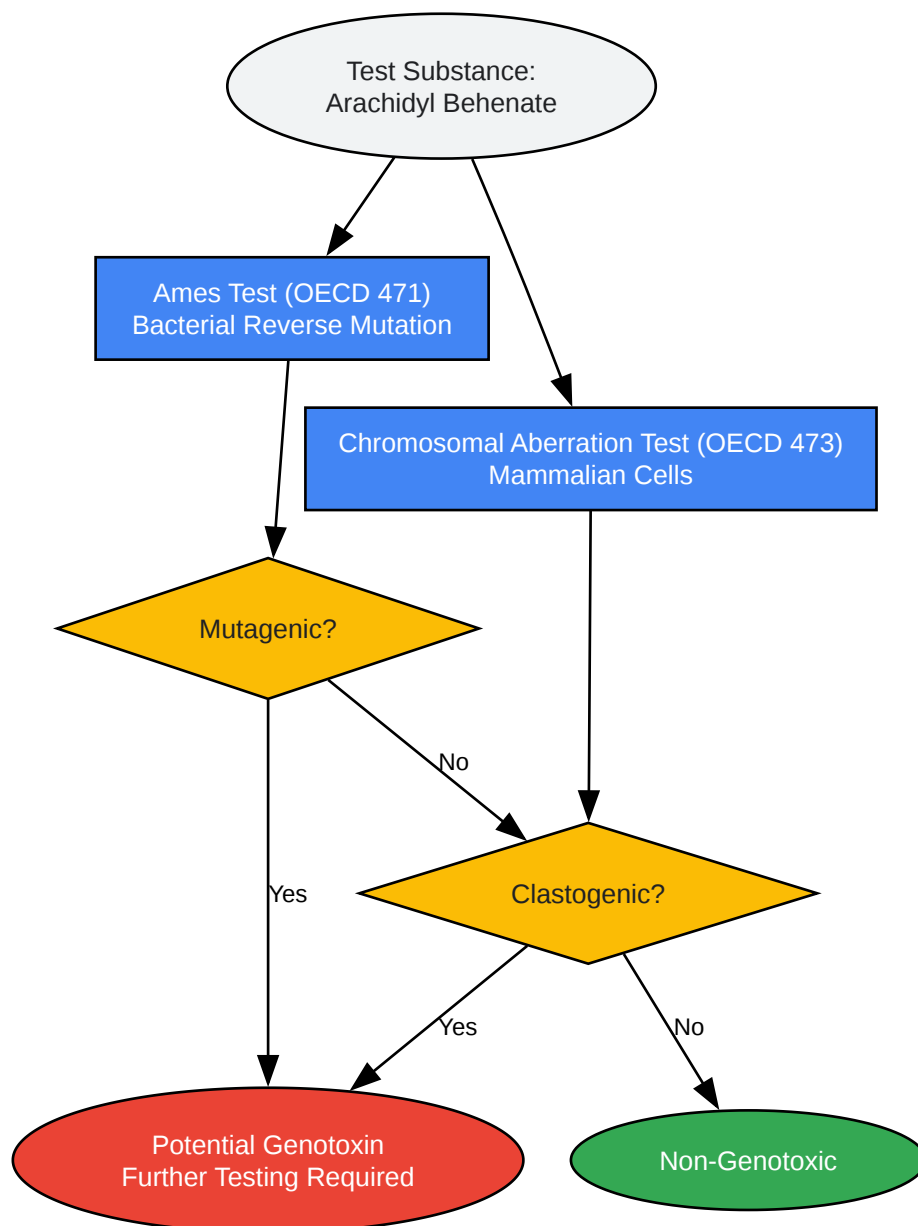 Test Substance:
Arachidyl Behenate
Ames Test (OECD 471)
Bacterial Reverse Mutation
Chromosomal Aberration Test (OECD 473)
Mammalian Cells
Mutagenic?
No
Yes
Clastogenic?
Yes
No
Potential Genotoxin
Further Testing Required
Non-Genotoxic